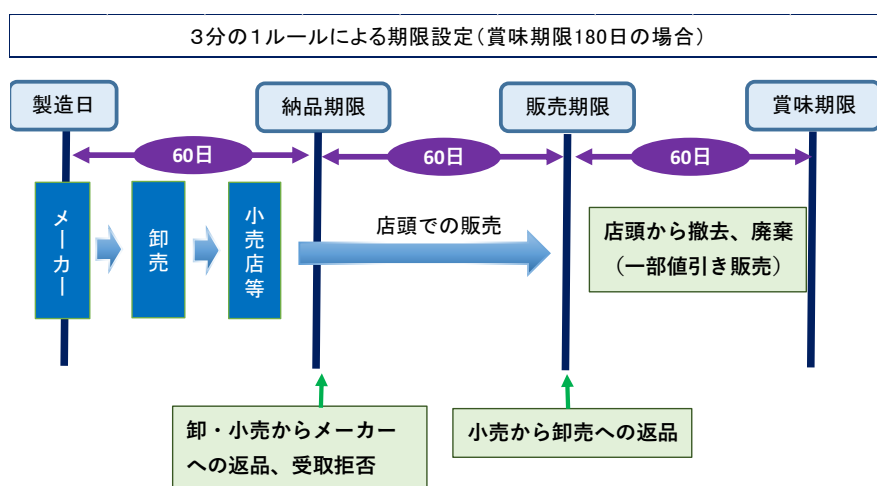 ３分の１ルールによる期限設定（賞味期限180日の場合）
製造日
納品期限
販売期限
賞味期限
60日
60日
60日
メーカー
卸売
小売店等
店頭での販売
店頭から撤去、廃棄
（一部値引き販売）
卸・小売からメーカー
への返品、受取拒否
小売から卸売への返品